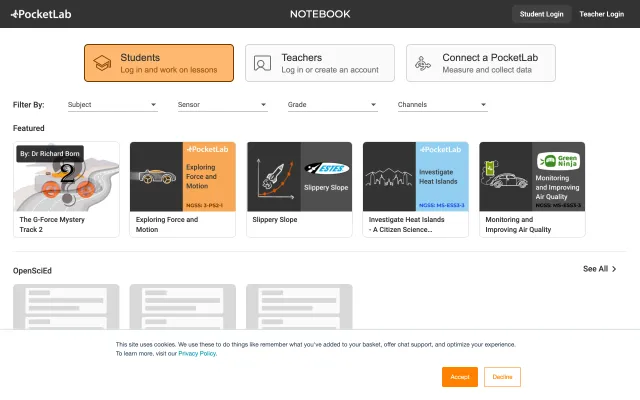 PocketLab
NOTEBOOK
Student Login
Teacher Login
Students
Log in and work on lessons
Teachers
Log in or create an account
Connect a PocketLab
Measure and collect data
Filter By:
Subject
Sensor
Grade
Channels
Featured
By: Dr Richard Born
2
The G-Force Mystery
Track 2
Exploring
Force and
Motion
NGSS: 3-PS2-1
Exploring Force and
Motion
ESTES
Slippery Slope
Slippery Slope
PocketLab
Investigate
Heat Islands
NGSS: MS-ESS3-3
Investigate Heat Islands
- A Citizen Science...
Green
Ninja
Monitoring
and Improving
Air Quality
NGSS: MS-ESS3-3
Monitoring and
Improving Air Quality
OpenSciEd
See All
This site uses cookies. We use these to do things like remember what you've added to your basket, offer chat support, and optimize your experience.
To learn more, visit our Privacy Policy.
Accept
Decline